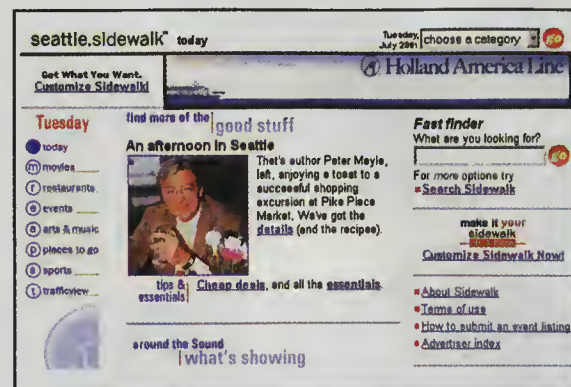 seattle.sidewalk™ today
Tuesday,
July 2981
choose a category
go
Get What You Want.
Customize Sidewalk!
Holland America Line
Tuesday
today
m movies
r restaurants
e events
a arts & music
p places to go
s sports
t trafficview
find more of the
good stuff
An afternoon in Seattle
That's author Peter Mayle,
left, enjoying a toast to a
successful shopping
excursion at Pike Place
Market. We've got the
details (and the recipe).
tips &
essentials
Cheap deals, and all the essentials.
around the Sound
what's showing
Fast finder
What are you looking for?
go
For more options try
Search Sidewalk
make it your
sidewalk
Customize Sidewalk Now!
About Sidewalk
Terms of use
How to submit an event listing
Advertiser index